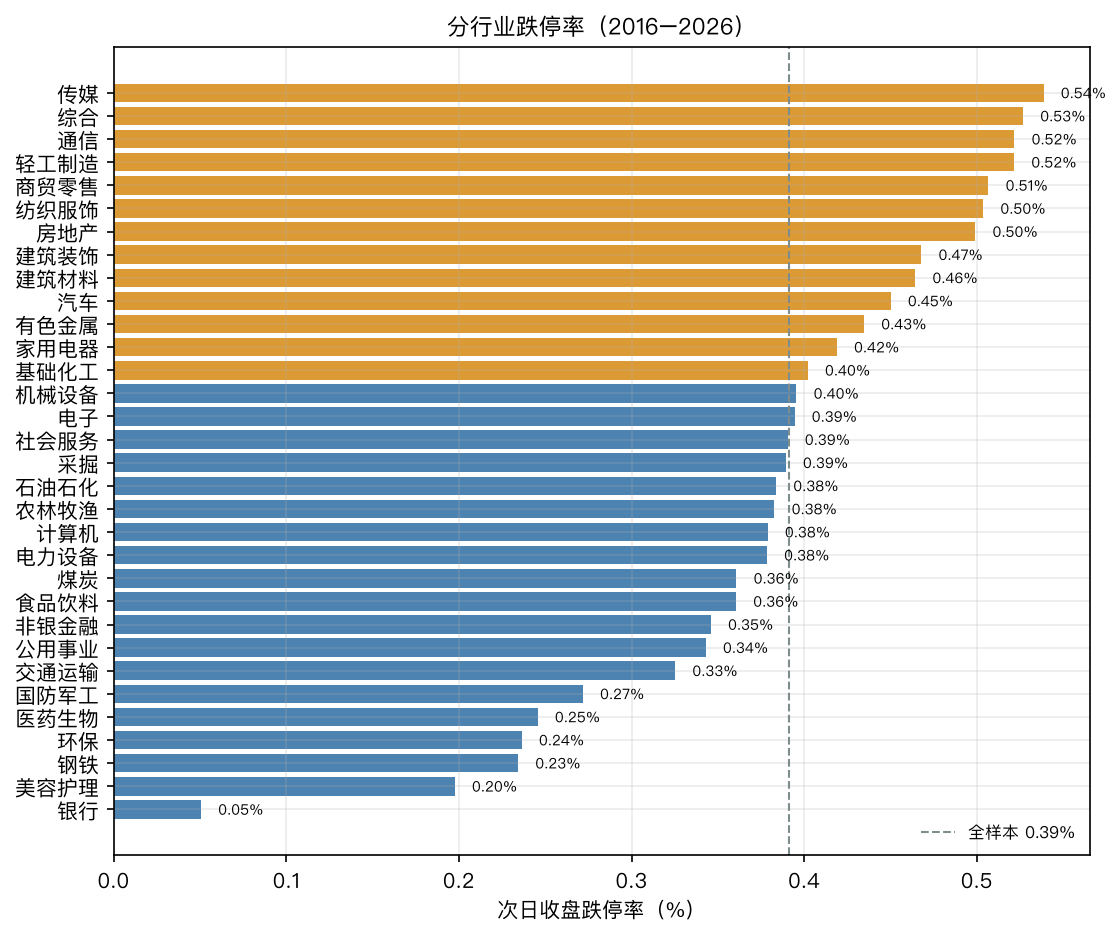 分行业跌停率（2016—2026）
传媒 0.54%
综合 0.53%
通信 0.52%
轻工制造 0.52%
商贸零售 0.51%
纺织服饰 0.50%
房地产 0.50%
建筑装饰 0.47%
建筑材料 0.46%
汽车 0.45%
有色金属 0.43%
家用电器 0.42%
基础化工 0.40%
机械设备 0.40%
电子 0.39%
社会服务 0.39%
采掘 0.39%
石油石化 0.38%
农林牧渔 0.38%
计算机 0.38%
电力设备 0.38%
煤炭 0.36%
食品饮料 0.36%
非银金融 0.35%
公用事业 0.34%
交通运输 0.33%
国防军工 0.27%
医药生物 0.25%
环保 0.24%
钢铁 0.23%
美容护理 0.20%
银行 0.05%
全样本 0.39%
0.0 0.1 0.2 0.3 0.4 0.5
次日收盘跌停率（%）